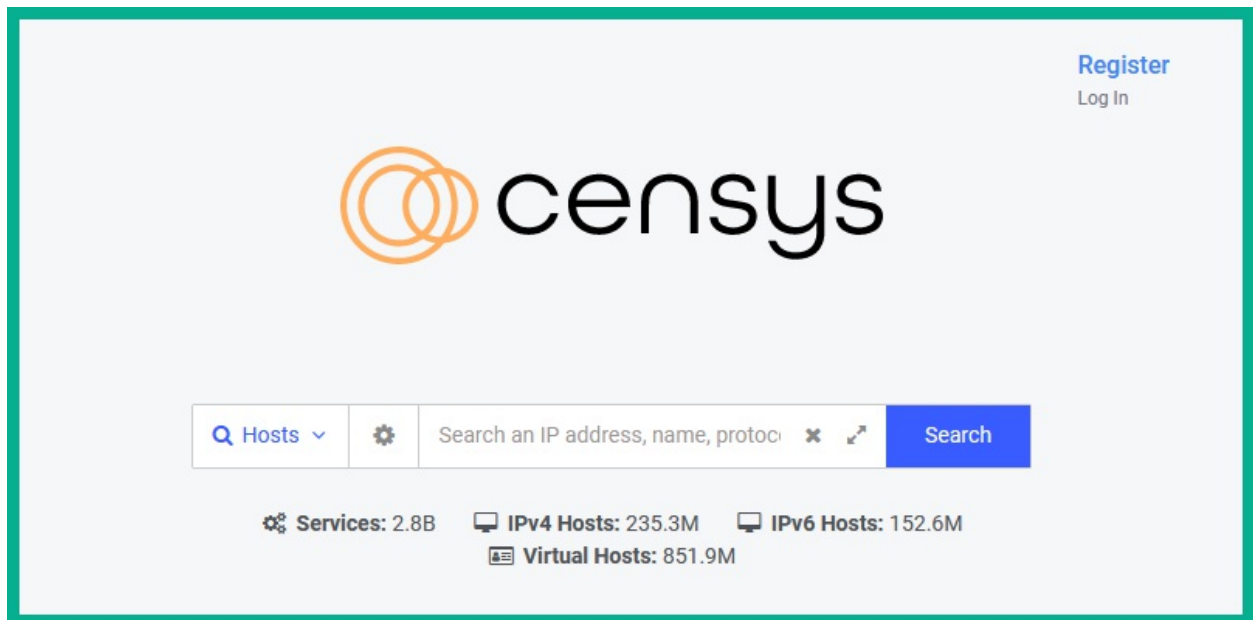 Register
Log In
censys
Hosts
Search an IP address, name, protoc
Search
Services: 2.8B IPv4 Hosts: 235.3M IPv6 Hosts: 152.6M
Virtual Hosts: 851.9M